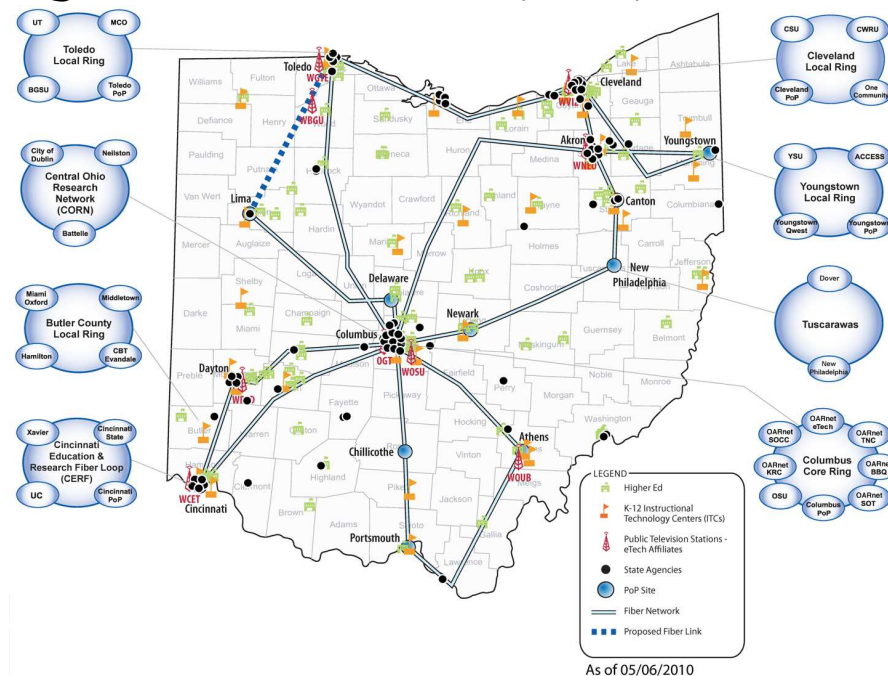 UT
MCO
Toledo
Local Ring
BGSU
Toledo
PoP
City of
Dublin
Neilston
Central Ohio
Research
Network
(CORN)
Battelle
Miami
Oxford
Middletown
Butler County
Local Ring
Hamilton
CBT
Evandale
Xavier
Cincinnati
State
Cincinnati
Education &
Research Fiber Loop
(CERF)
UC
Cincinnati
PoP
CSU
CWRU
Cleveland
Local Ring
Cleveland
PoP
One
Community
YSU
ACCESS
Youngstown
Local Ring
Youngstown
Qwest
Youngstown
PoP
Dover
Tuscarawas
New
Philadelphia
OARnet
eTech
OARnet
SOCC
OARnet
TNC
Columbus
Core Ring
OARnet
KRC
OARnet
BBQ
OSU
Columbus
PoP
OARnet
SOT
Williams
Fulton
Toledo
Ottawa
Cleveland
Lake
Ashtabula
Geauga
Defiance
Henry
WBGU
Sandusky
Lorain
Trumbull
Paulding
Huron
Medina
Akron
Youngstown
Van Wert
Lima
Wyandot
Crawford
Canton
Columbiana
Mercer
Auglaize
Hardin
Morrow
Holmes
Carroll
Jefferson
Shelby
Logan
Delaware
Coshocton
New
Philadelphia
Darke
Miami
Champaign
Columbus
Newark
Guernsey
Belmont
OGT
WOSU
Dayton
Preble
Fairfield
Noble
Monroe
Fayette
Pickaway
Perry
Morgan
Washington
Butler
Warren
Hocking
Athens
Chillicothe
Vinton
WOUB
Meigs
WCET
Cincinnati
Clermont
Highland
Pike
Jackson
Brown
Adams
Scioto
Gallia
Portsmouth
Lawrence
LEGEND
Higher Ed
K-12 Instructional
Technology Centers (ITCs)
Public Television Stations -
eTech Affiliates
State Agencies
PoP Site
Fiber Network
Proposed Fiber Link
As of 05/06/2010